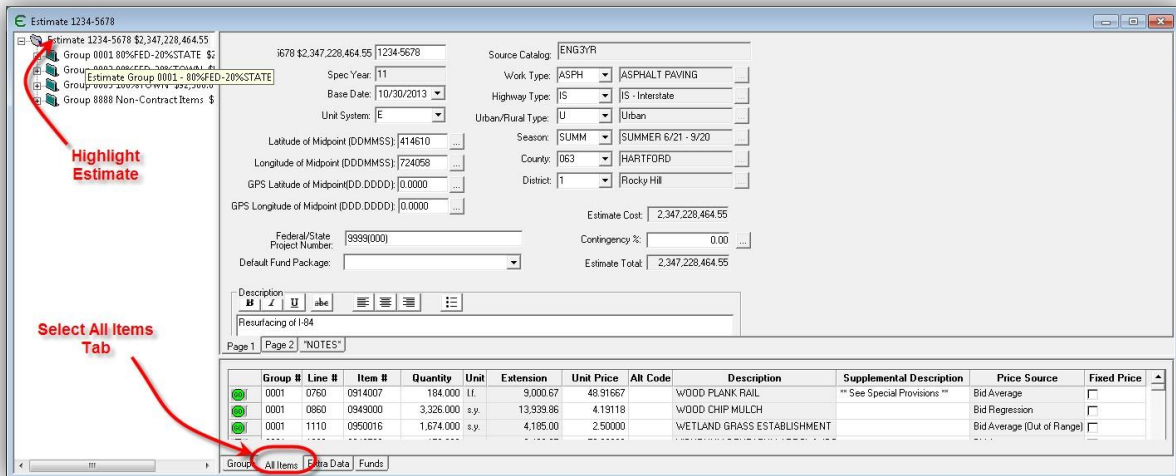 Estimate 1234-5678
Estimate 1234-5678 $2,347,228,464.55
Group 0001 80%FED-20%STATE
Estimate Group 0001 - 80%FED-20%STATE
Group 8888 Non-Contract Items $
Highlight
Estimate
Select All Items
Tab
i678 $2,347,228,464.55 1234-5678
Spec Year: 11
Base Date: 10/30/2013
Unit System: E
Latitude of Midpoint (DDMMSS): 414610 ...
Longitude of Midpoint (DDDMMSS): 724058 ...
GPS Latitude of Midpoint(DD.DDDD): 0.0000 ...
GPS Longitude of Midpoint (DDD.DDDD): 0.0000 ...
Federal/State
Project Number: 9999(000)
Default Fund Package:
Source Catalog: ENG3YR
Work Type: ASPH ASPHALT PAVING ...
Highway Type: IS IS - Interstate ...
Urban/Rural Type: U Urban ...
Season: SUMM SUMMER 6/21 - 9/20 ...
County: 063 HARTFORD ...
District: 1 Rocky Hill ...
Estimate Cost: 2,347,228,464.55
Contingency %: 0.00 ...
Estimate Total: 2,347,228,464.55
Description
B I U abc
Resurfacing of I-84
Page 1 Page 2 "NOTES"
Group # Line # Item # Quantity Unit Extension Unit Price Alt Code Description Supplemental Description Price Source Fixed Price
GO 0001 0760 0914007 184.000 l.f. 9,000.67 48.91667 WOOD PLANK RAIL ** See Special Provisions ** Bid Average
GO 0001 0860 0949000 3,326.000 s.y. 13,939.86 4.19118 WOOD CHIP MULCH Bid Regression
GO 0001 1110 0950016 1,674.000 s.y. 4,185.00 2.50000 WETLAND GRASS ESTABLISHMENT Bid Average (Out of Range)
Group All Items Extra Data Funds